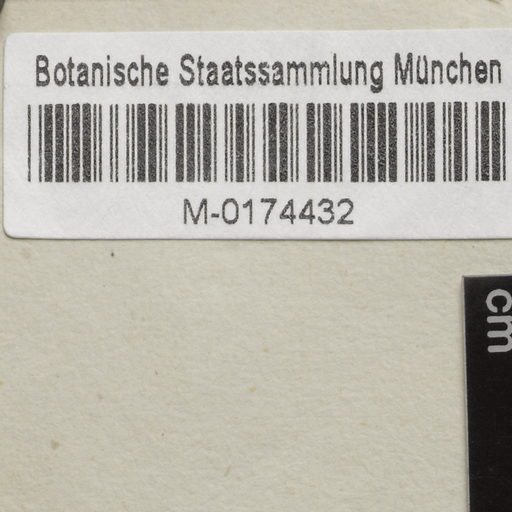 Botanische Staatssammlung München
M-0174432
cm